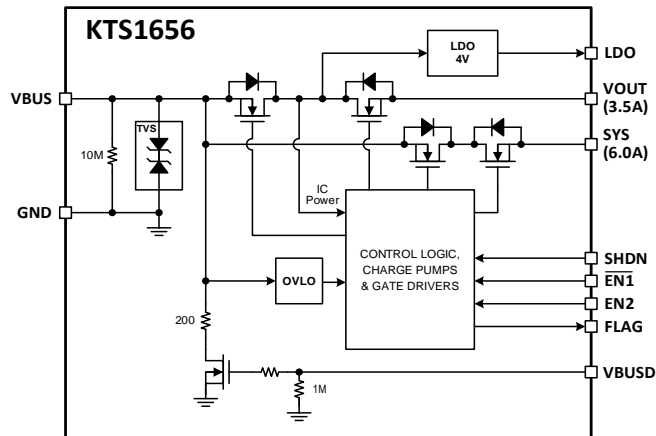 KTS1656
LDO
4V
LDO
VBUS
VOUT
(3.5A)
TVS
SYS
(6.0A)
10M
IC
Power
GND
CONTROL LOGIC,
CHARGE PUMPS
& GATE DRIVERS
SHDN
OVLO
EN1
EN2
200
FLAG
VBUSD
1M